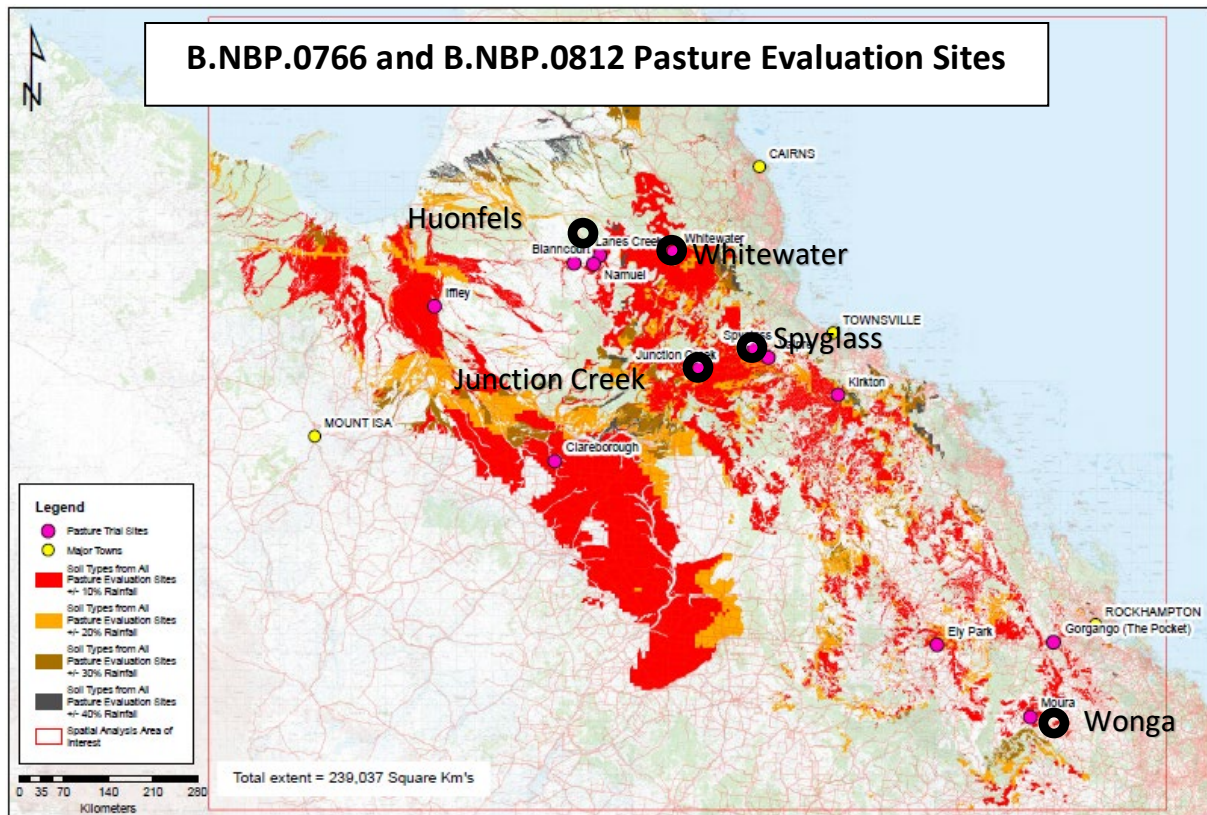 B.NBP.0766 and B.NBP.0812 Pasture Evaluation Sites
N
CAIRNS
Huonfels
Lanes Creek
Whitewater
Whitewater
Blanncourt
Namuel
Iffley
TOWNSVILLE
Spyglass
Spyglass
Junction Creek
Junction Creek
Kirkton
MOUNT ISA
Clareborough
Legend
Pasture Trial Sites
Major Towns
Soil Types from All
Pasture Evaluation Sites
+/- 10% Rainfall
Soil Types from All
Pasture Evaluation Sites
+/- 20% Rainfall
Soil Types from All
Pasture Evaluation Sites
+/- 30% Rainfall
Soil Types from All
Pasture Evaluation Sites
+/- 40% Rainfall
Spatial Analysis Area of
Interest
ROCKHAMPTON
Ely Park
Gorgango (The Pocket)
Moura
Wonga
Total extent = 239,037 Square Km's
0 35 70 140 210 280
Kilometers